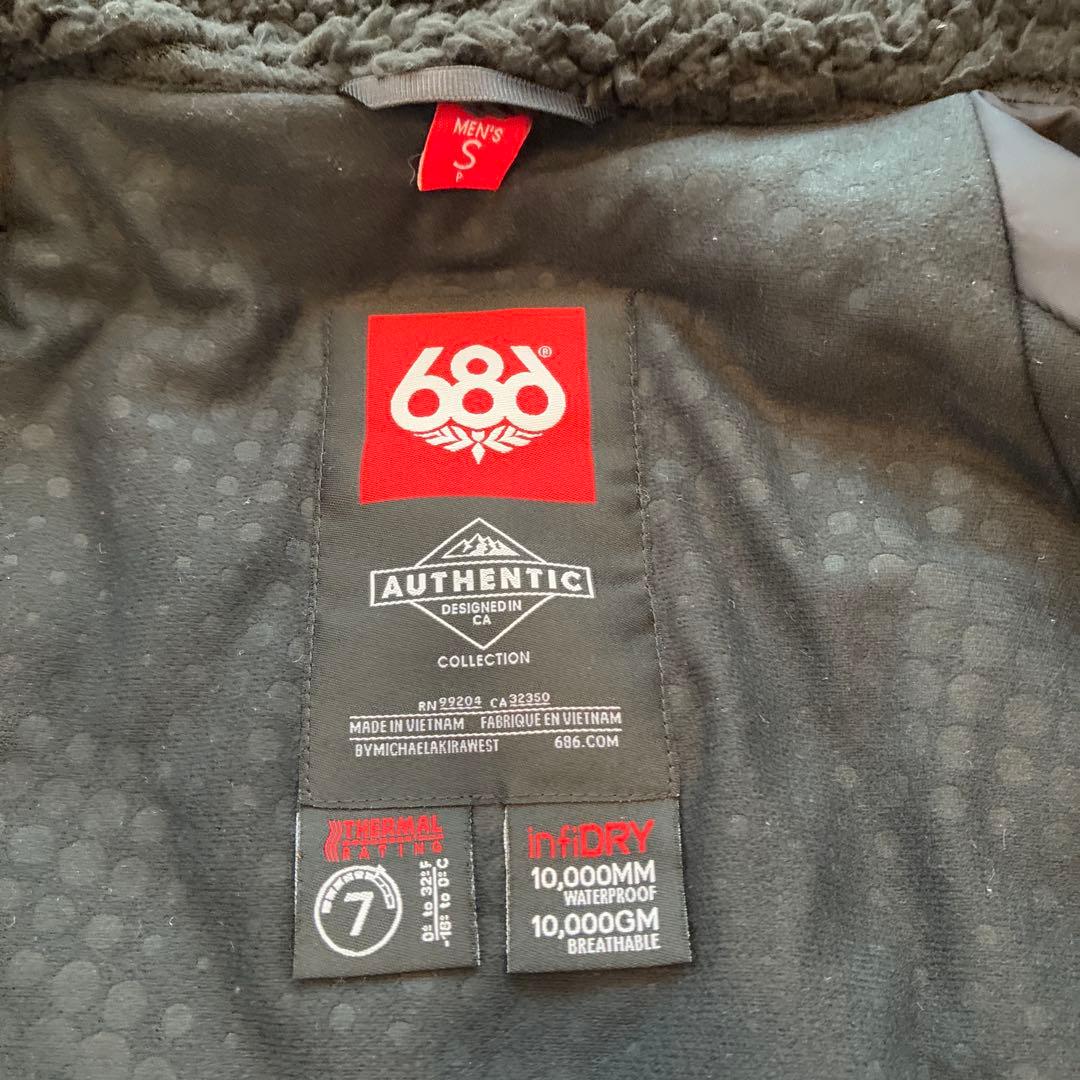 MEN'S
S
P
686®
AUTHENTIC
DESIGNED IN
CA
COLLECTION
RN 99204 CA 32350
MADE IN VIETNAM FABRIQUE EN VIETNAM
BYMICHAELAKIRAWEST 686.COM
THERMAL
RATING
7
0° to 32°F
-18° to 0°C
infiDRY
10,000MM
WATERPROOF
10,000GM
BREATHABLE